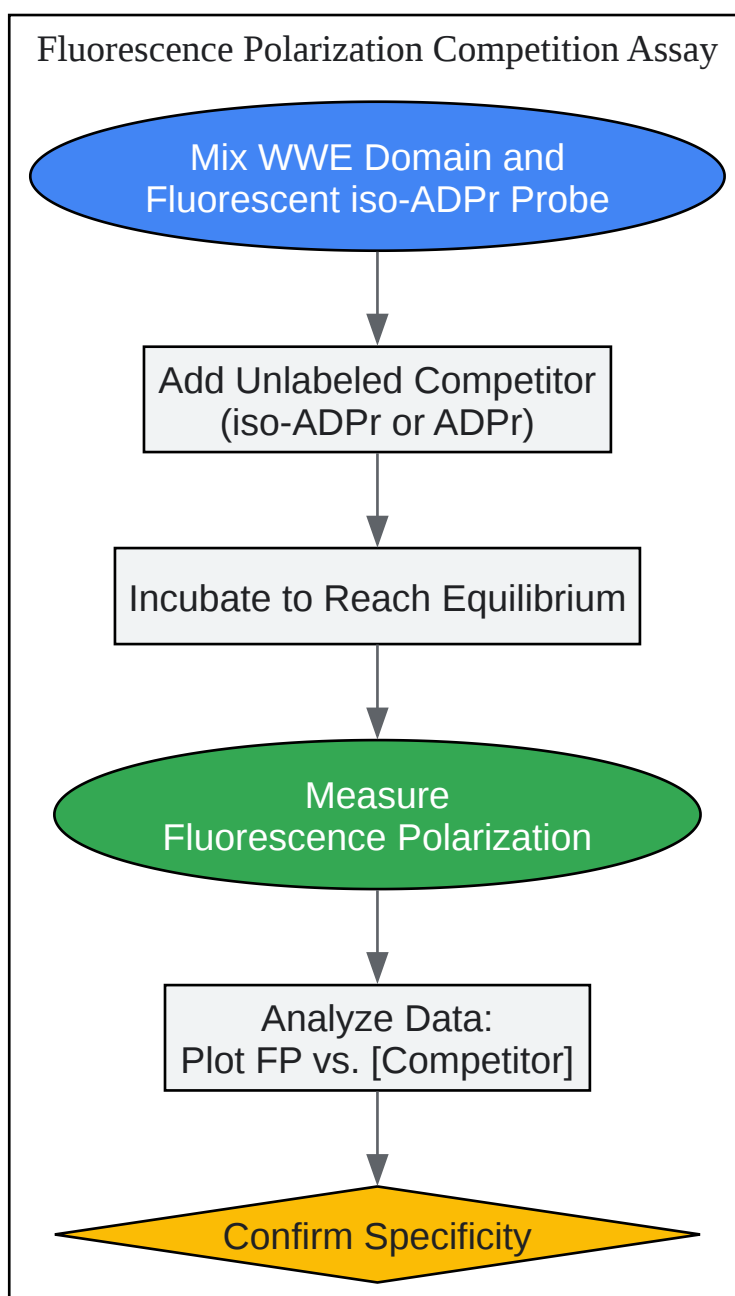 Fluorescence Polarization Competition Assay
Mix WWE Domain and
Fluorescent iso-ADPr Probe
Add Unlabeled Competitor
(iso-ADPr or ADPr)
Incubate to Reach Equilibrium
Measure
Fluorescence Polarization
Analyze Data:
Plot FP vs. [Competitor]
Confirm Specificity